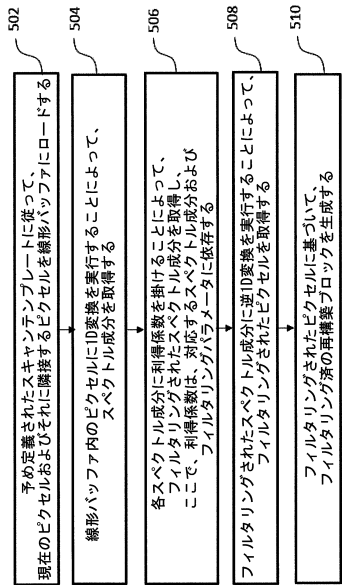 502
予め定義されたスキャンテンプレートに従って、
現在のピクセルおよびそれに隣接するピクセルを線形バッファにロードする
504
線形バッファ内のピクセルに1D変換を実行することによって、
スペクトル成分を取得する
506
各スペクトル成分に利得係数を掛けることによって、
フィルタリングされたスペクトル成分を取得し、
ここで、利得係数は、対応するスペクトル成分および
フィルタリングパラメータに依存する
508
フィルタリングされたスペクトル成分に逆1D変換を実行することによって、
フィルタリングされたピクセルを取得する
510
フィルタリングされたピクセルに基づいて、
フィルタリング済の再構築ブロックを生成する